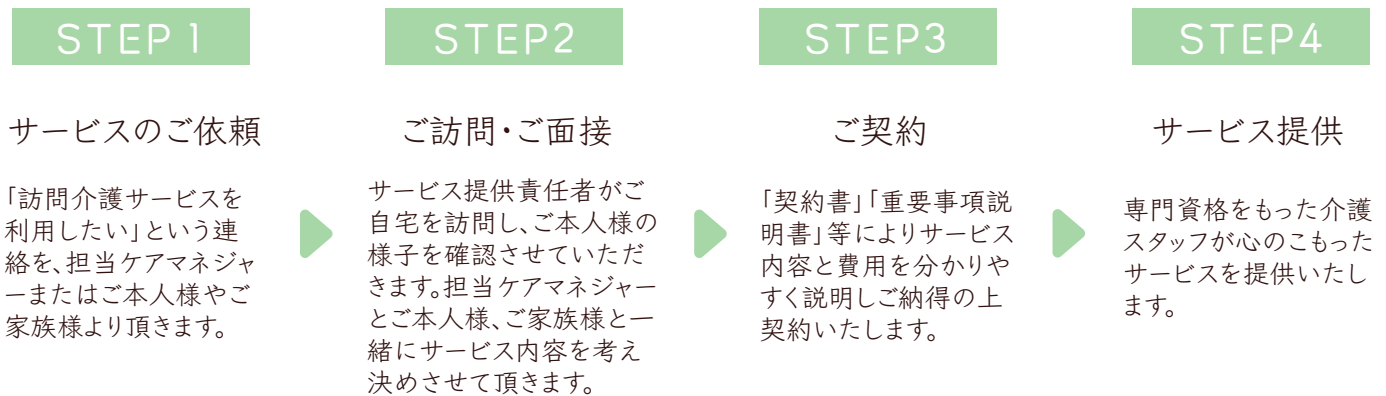 STEP 1
サービスのご依頼
「訪問介護サービスを
利用したい」という連
絡を、担当ケアマネジャ
ーまたはご本人様やご
家族様より頂きます。
STEP2
ご訪問・ご面接
サービス提供責任者がご
自宅を訪問し、ご本人様の
様子を確認させていただ
きます。担当ケアマネジャー
とご本人様、ご家族様と一
緒にサービス内容を考え
決めさせて頂きます。
STEP3
ご契約
「契約書」「重要事項説
明書」等によりサービス
内容と費用を分かりや
すく説明しご納得の上
契約いたします。
STEP4
サービス提供
専門資格をもった介護
スタッフが心のこもった
サービスを提供いたし
ます。